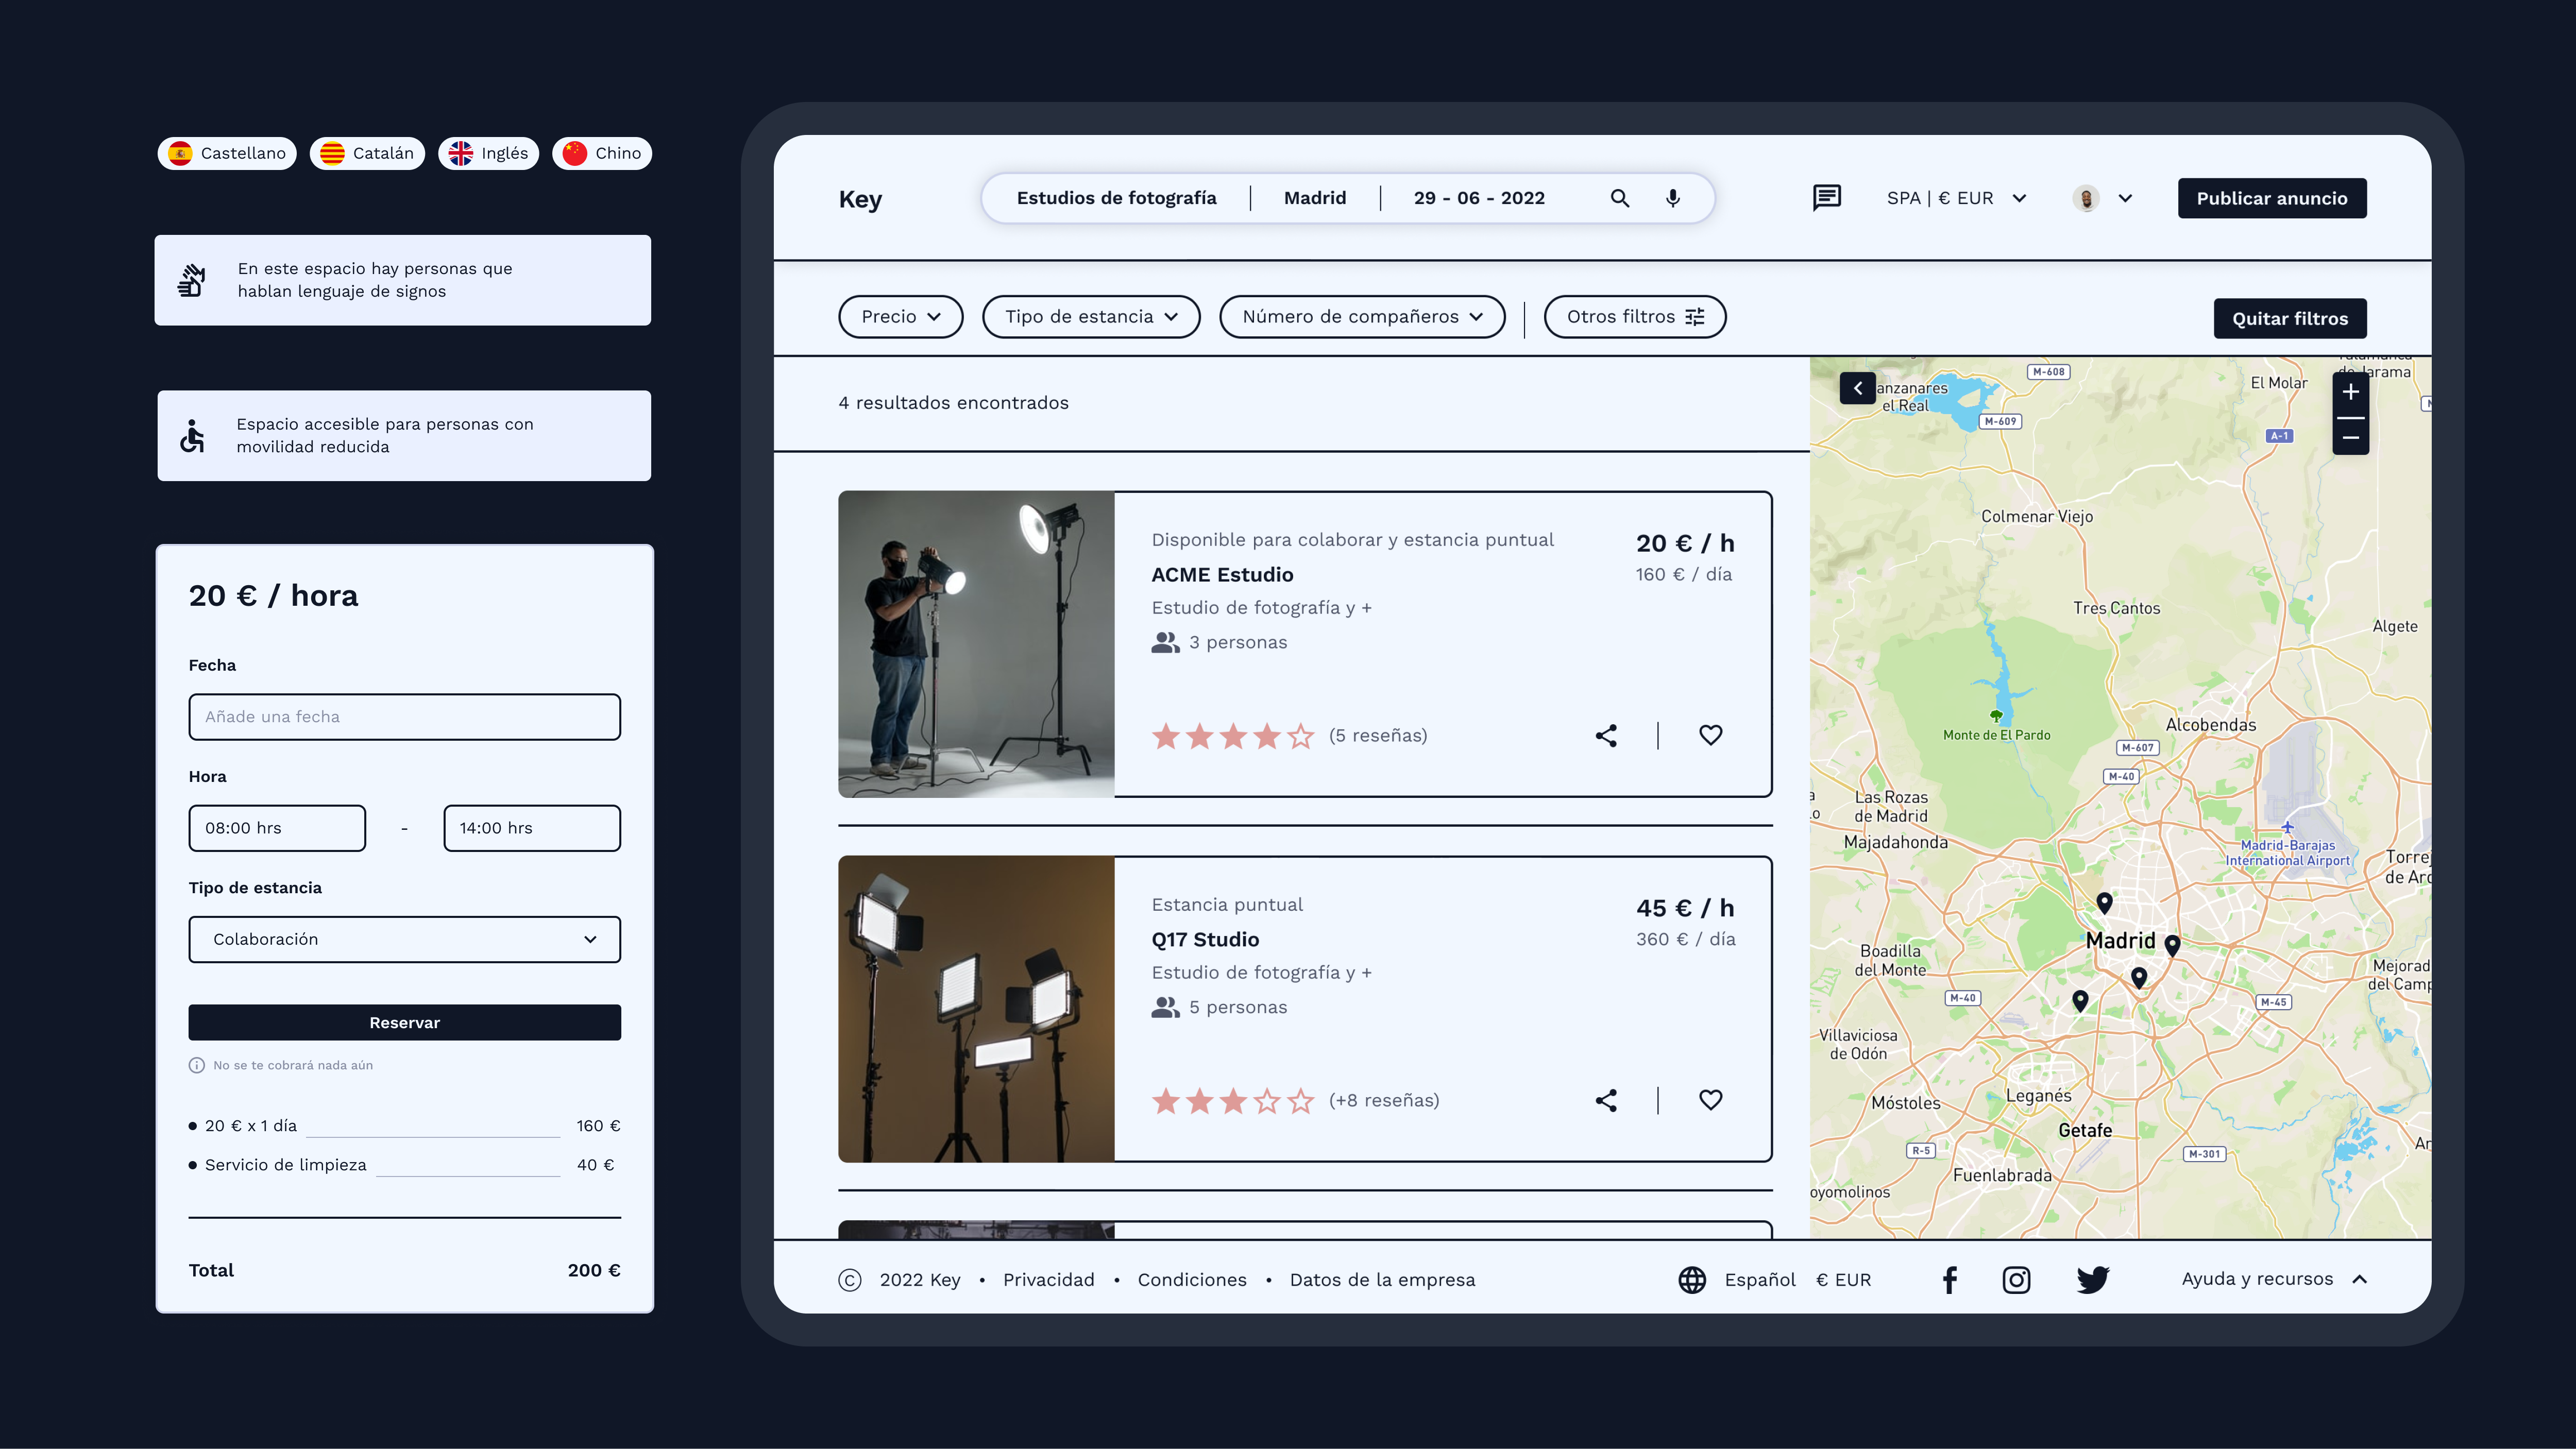 Castellano
Catalán
Inglés
Chino
En este espacio hay personas que
hablan lenguaje de signos
Espacio accesible para personas con
movilidad reducida
20 € / hora
Fecha
Añade una fecha
Hora
08:00 hrs - 14:00 hrs
Tipo de estancia
Colaboración
Reservar
No se te cobrará nada aún
20 € x 1 día 160 €
Servicio de limpieza 40 €
Total 200 €
Key
Estudios de fotografía | Madrid | 29 - 06 - 2022
SPA | € EUR
Publicar anuncio
Precio
Tipo de estancia
Número de compañeros
Otros filtros
Quitar filtros
4 resultados encontrados
Disponible para colaborar y estancia puntual
ACME Estudio
Estudio de fotografía y +
3 personas
20 € / h
160 € / día
(5 reseñas)
Estancia puntual
Q17 Studio
Estudio de fotografía y +
5 personas
45 € / h
360 € / día
(+8 reseñas)
M-608
El Molar
de Jarama
anzanares
el Real
M-609
A-1
Colmenar Viejo
Tres Cantos
Algete
Monte de El Pardo
Alcobendas
M-607
M-40
Las Rozas
de Madrid
Majadahonda
Madrid-Barajas
International Airport
Torrej
de Ard
Madrid
Boadilla
del Monte
Mejorad
del Camp
M-40
M-45
Villaviciosa
de Odón
Móstoles
Leganés
Getafe
Ar
R-5
M-301
Fuenlabrada
oyomolinos
© 2022 Key • Privacidad • Condiciones • Datos de la empresa
Español € EUR
Ayuda y recursos